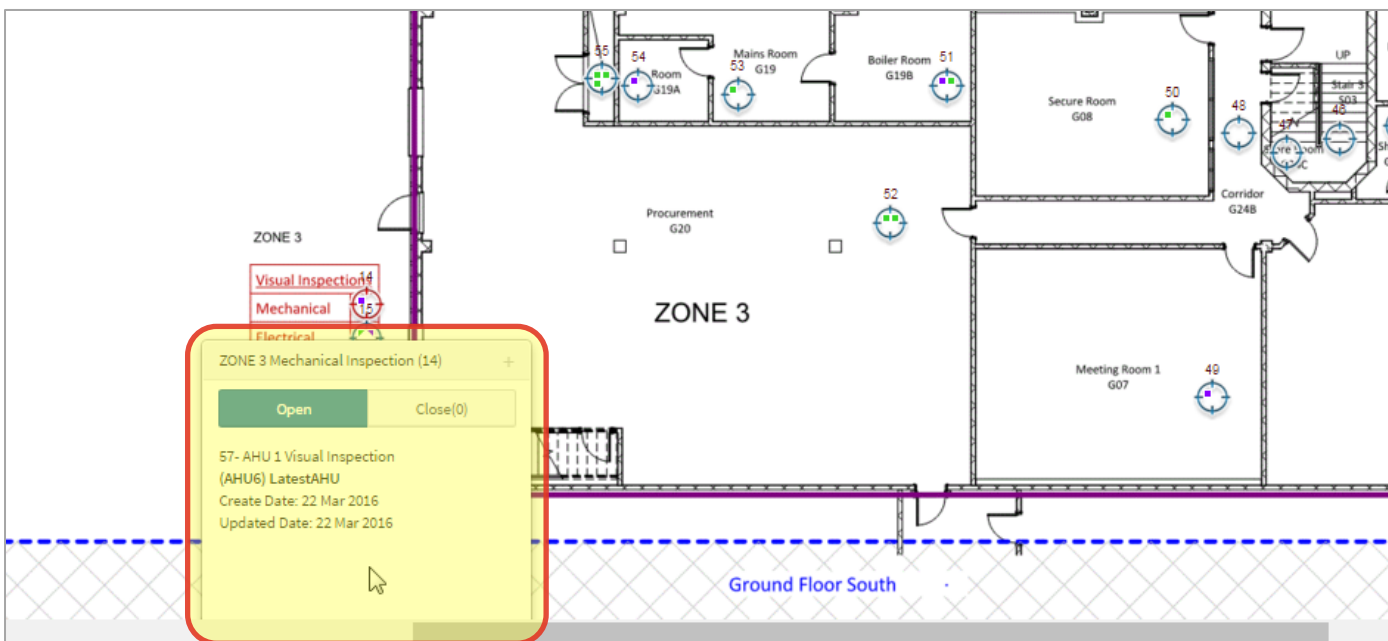 55
54
Room
G19A
Mains Room
G19
53
Boiler Room
G19B
51
Secure Room
G08
50
48
UP
Stair 3
S03
46
47
Corridor
G24B
52
Procurement
G20
ZONE 3
Visual Inspection
14
Mechanical
15
Electrical
ZONE 3
Meeting Room 1
G07
49
ZONE 3 Mechanical Inspection (14)
+
Open
Close(0)
57- AHU 1 Visual Inspection
(AHU6) LatestAHU
Create Date: 22 Mar 2016
Updated Date: 22 Mar 2016
Ground Floor South